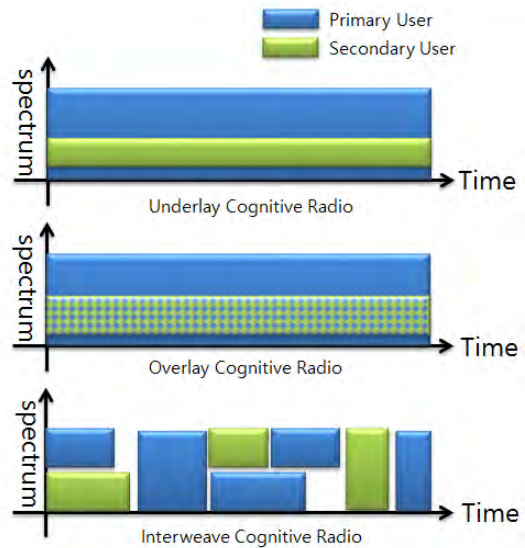 Primary User
Secondary User
spectrum
Time
Underlay Cognitive Radio
spectrum
Time
Overlay Cognitive Radio
spectrum
Time
Interweave Cognitive Radio